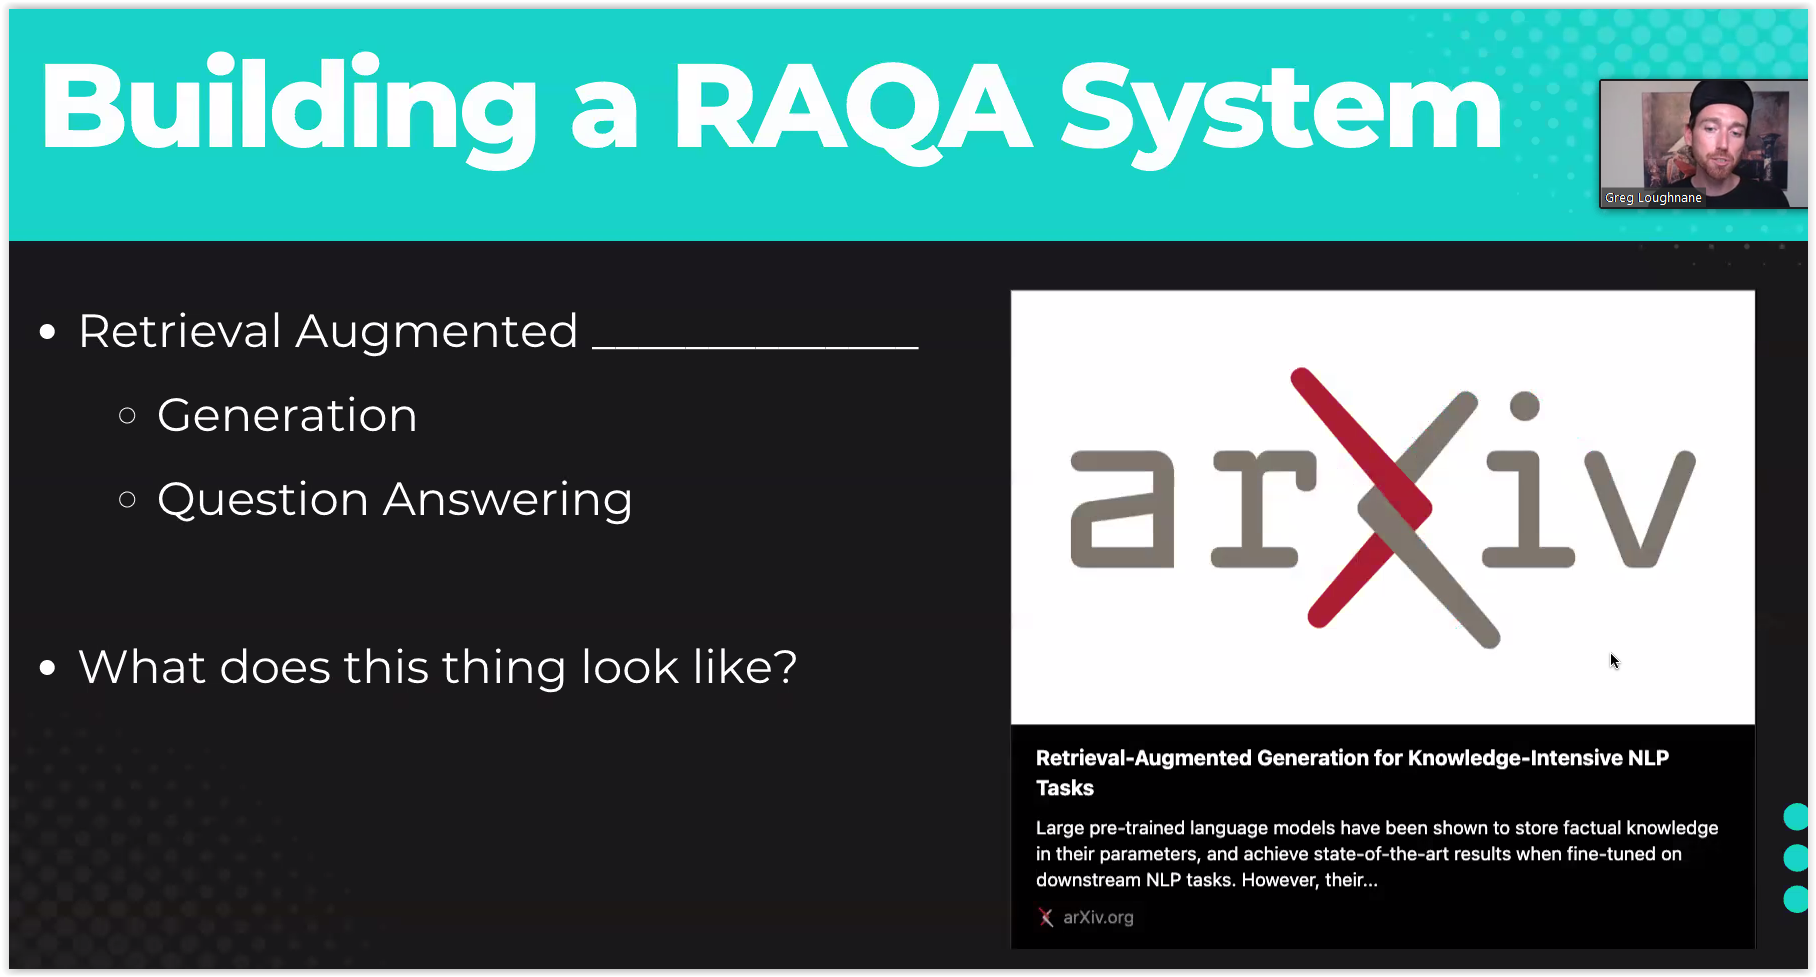 Building a RAQA System
Greg Loughnane
Retrieval Augmented ______________
Generation
Question Answering
What does this thing look like?
arXiv
Retrieval-Augmented Generation for Knowledge-Intensive NLP
Tasks
Large pre-trained language models have been shown to store factual knowledge
in their parameters, and achieve state-of-the-art results when fine-tuned on
downstream NLP tasks. However, their...
arXiv.org